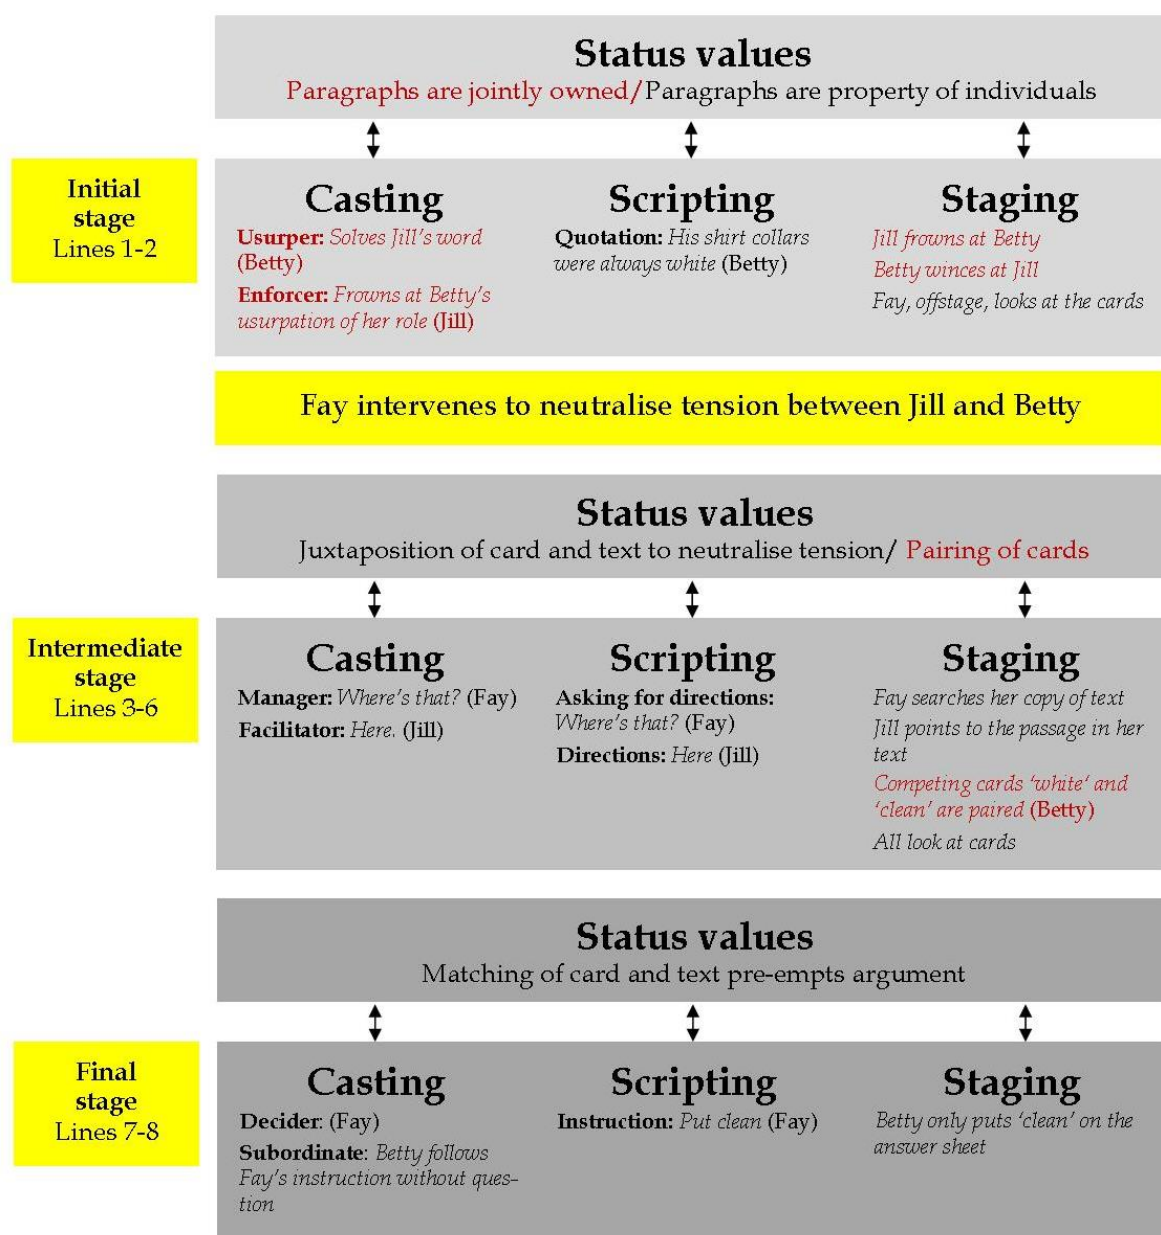 Status values
Paragraphs are jointly owned/Paragraphs are property of individuals
Initial
stage
Lines 1-2
Casting
Usurper: Solves Jill's word
(Betty)
Enforcer: Frowns at Betty's
usurpation of her role (Jill)
Scripting
Quotation: His shirt collars
were always white (Betty)
Staging
Jill frowns at Betty
Betty winces at Jill
Fay, offstage, looks at the cards
Fay intervenes to neutralise tension between Jill and Betty
Status values
Juxtaposition of card and text to neutralise tension/ Pairing of cards
Intermediate
stage
Lines 3-6
Casting
Manager: Where's that? (Fay)
Facilitator: Here. (Jill)
Scripting
Asking for directions:
Where's that? (Fay)
Directions: Here (Jill)
Staging
Fay searches her copy of text
Jill points to the passage in her
text
Competing cards 'white' and
'clean' are paired (Betty)
All look at cards
Status values
Matching of card and text pre-empts argument
Final
stage
Lines 7-8
Casting
Decider: (Fay)
Subordinate: Betty follows
Fay's instruction without ques-
tion
Scripting
Instruction: Put clean (Fay)
Staging
Betty only puts 'clean' on the
answer sheet